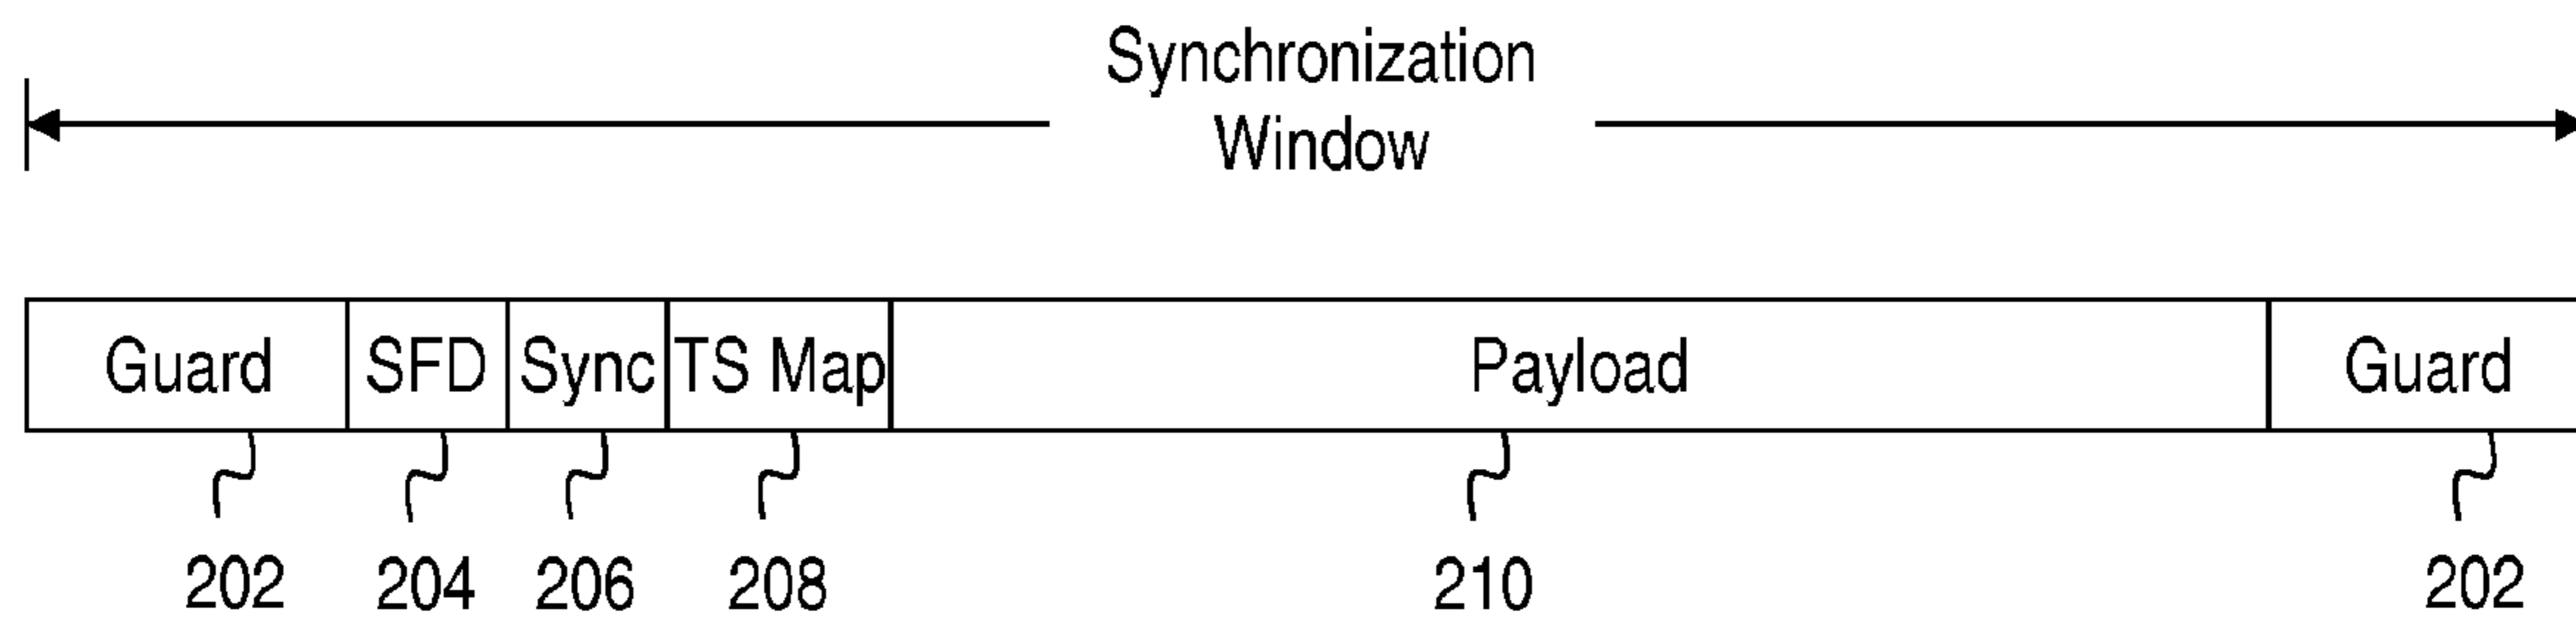 Synchronization
Window
Guard SFD Sync TS Map Payload Guard
202 204 206 208 210 202